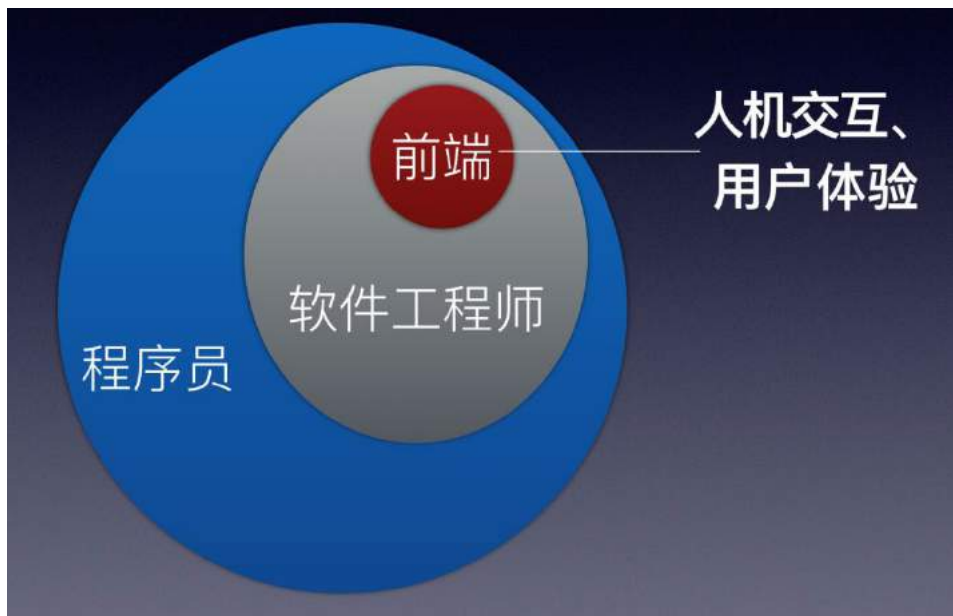 前端
人机交互、
用户体验
软件工程师
程序员